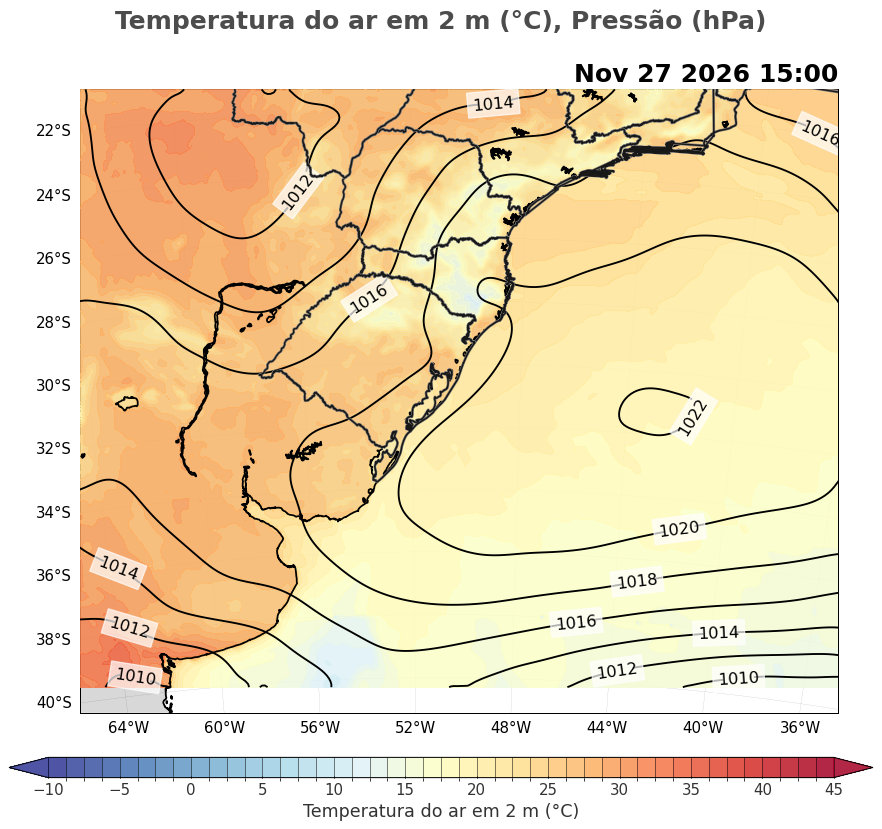 Temperatura do ar em 2 m (°C), Pressão (hPa)
Nov 27 2026 15:00
1014
1016
22°S
24°S
1012
26°S
1016
28°S
30°S
1022
32°S
34°S
1020
1014
36°S
1018
1012
1016
1014
38°S
1012
1010
1010
40°S
64°W 60°W 56°W 52°W 48°W 44°W 40°W 36°W
−10 −5 0 5 10 15 20 25 30 35 40 45
Temperatura do ar em 2 m (°C)